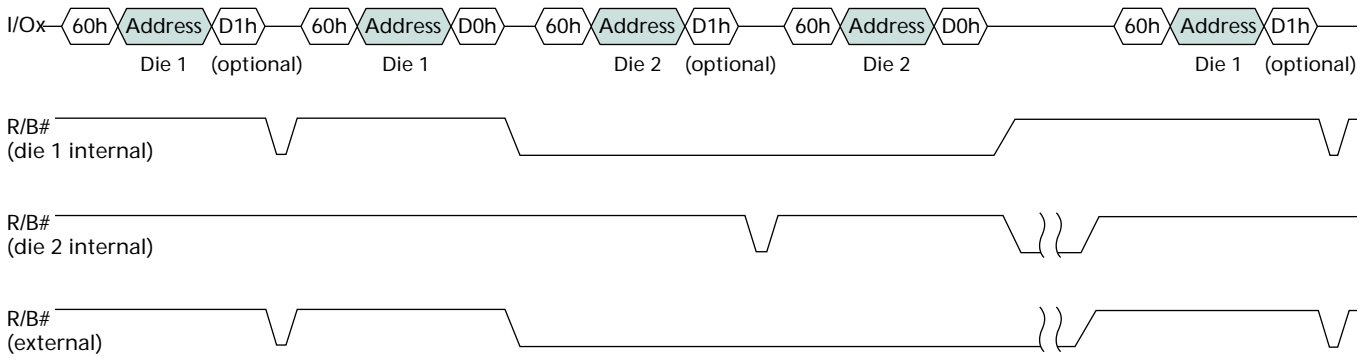 I/Ox 60h Address D1h 60h Address D0h 60h Address D1h 60h Address D0h 60h Address D1h
Die 1 (optional) Die 1 Die 2 (optional) Die 2 Die 1 (optional)
R/B#
(die 1 internal)
R/B#
(die 2 internal)
R/B#
(external)